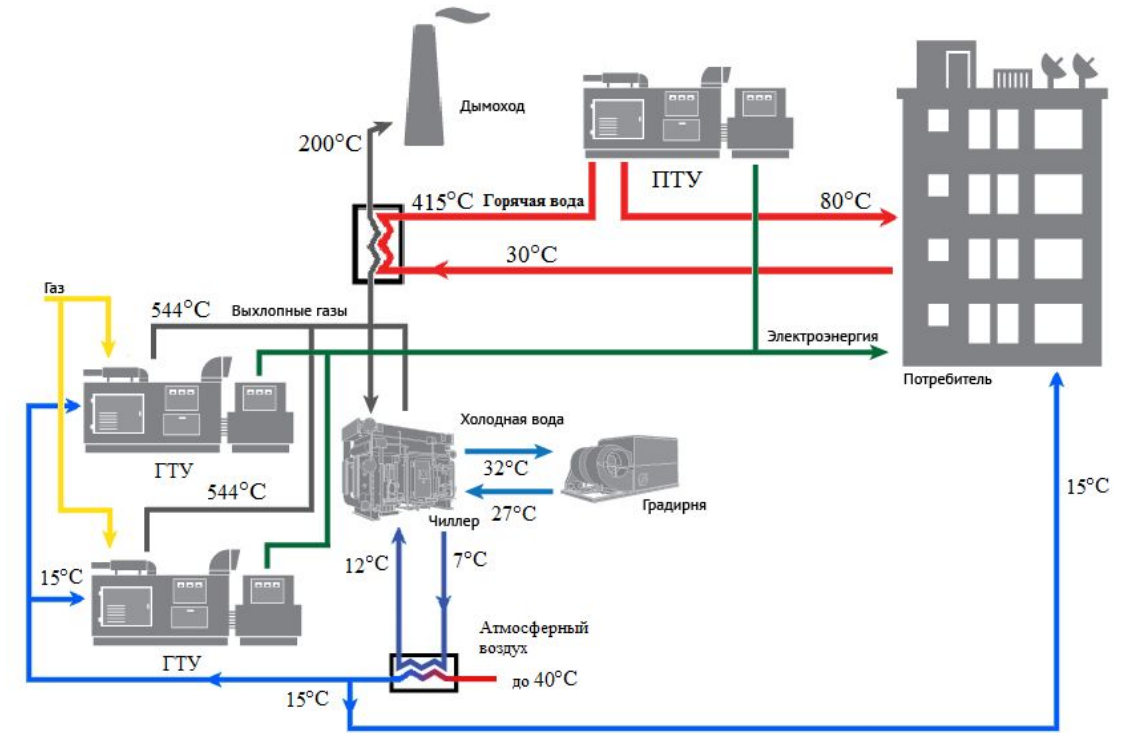 Дымоход
200°C
ПТУ
415°C
Горячая вода
80°C
30°C
Газ
544°C
Выхлопные газы
Электроэнергия
Потребитель
Холодная вода
32°C
ГТУ
544°C
27°C
Градирня
15°C
Чиллер
12°C
7°C
15°C
Атмосферный
воздух
ГТУ
до 40°C
15°C